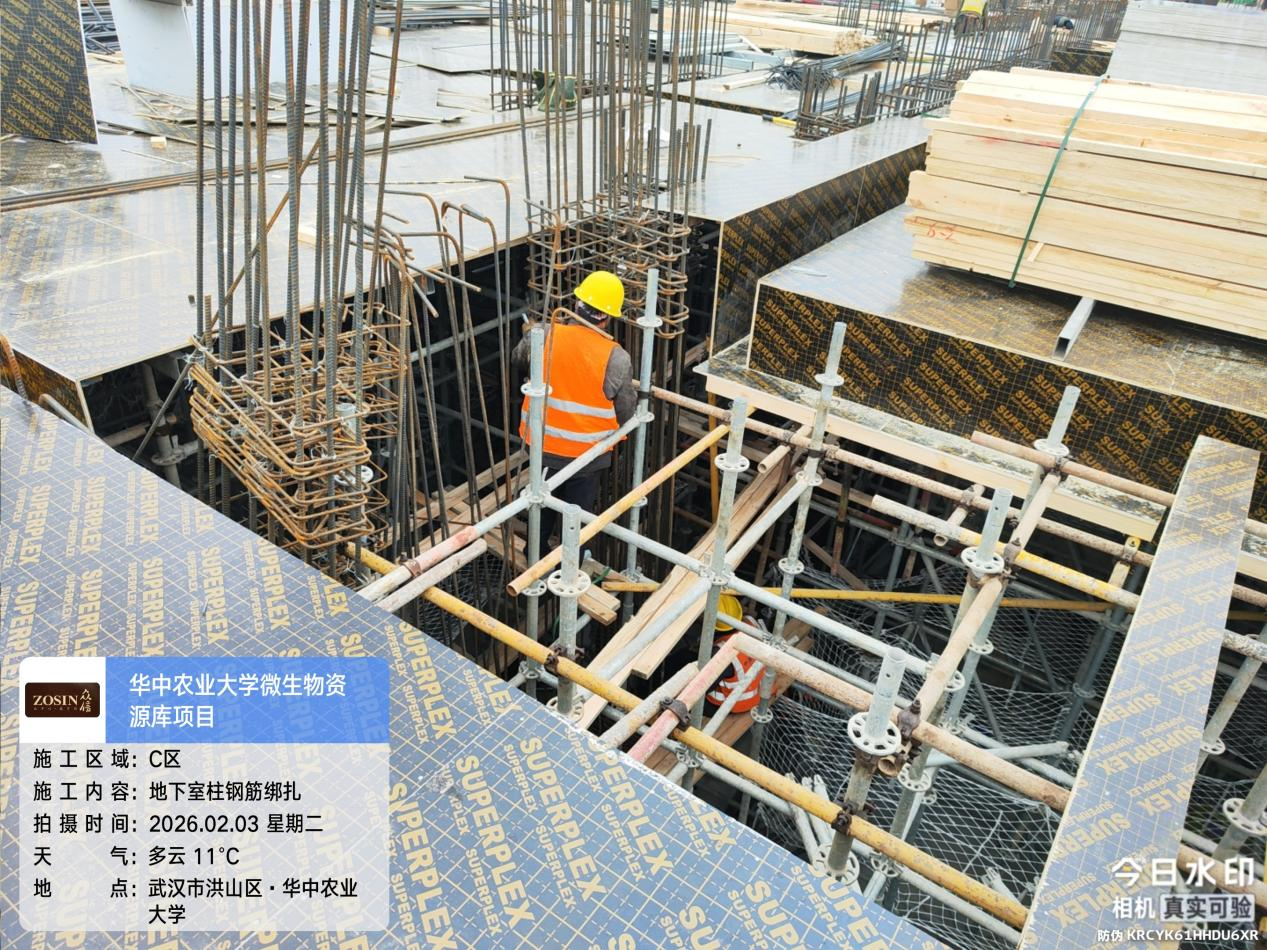 ZOSIN 众信
华中农业大学微生物资
源库项目
施工区域：C区
施工内容：地下室柱钢筋绑扎
拍摄时间：2026.02.03 星期二
天气：多云 11℃
地点：武汉市洪山区·华中农业
大学
SUPERPLEX
SUPERPLEX
SUPERPLEX
SUPERPLEX
今日水印
相机 真实可验
防伪 KRCYK61HHDU6XR